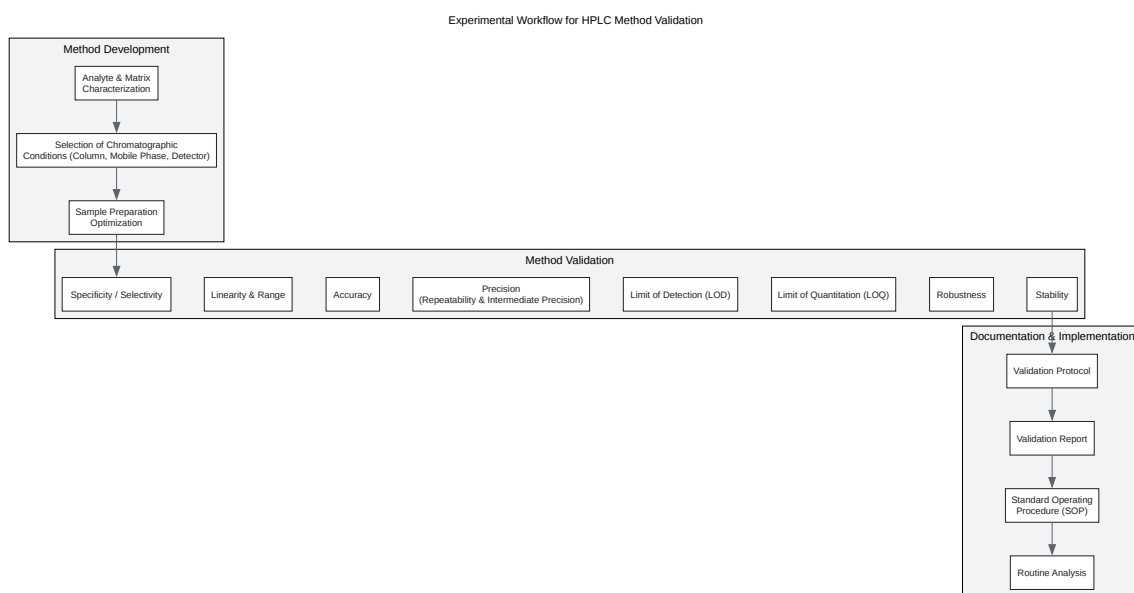 Experimental Workflow for HPLC Method Validation
Method Development
Analyte & Matrix
Characterization
Selection of Chromatographic
Conditions (Column, Mobile Phase, Detector)
Sample Preparation
Optimization
Method Validation
Specificity / Selectivity
Linearity & Range
Accuracy
Precision
(Repeatability & Intermediate Precision)
Limit of Detection (LOD)
Limit of Quantitation (LOQ)
Robustness
Stability
Documentation & Implementation
Validation Protocol
Validation Report
Standard Operating
Procedure (SOP)
Routine Analysis